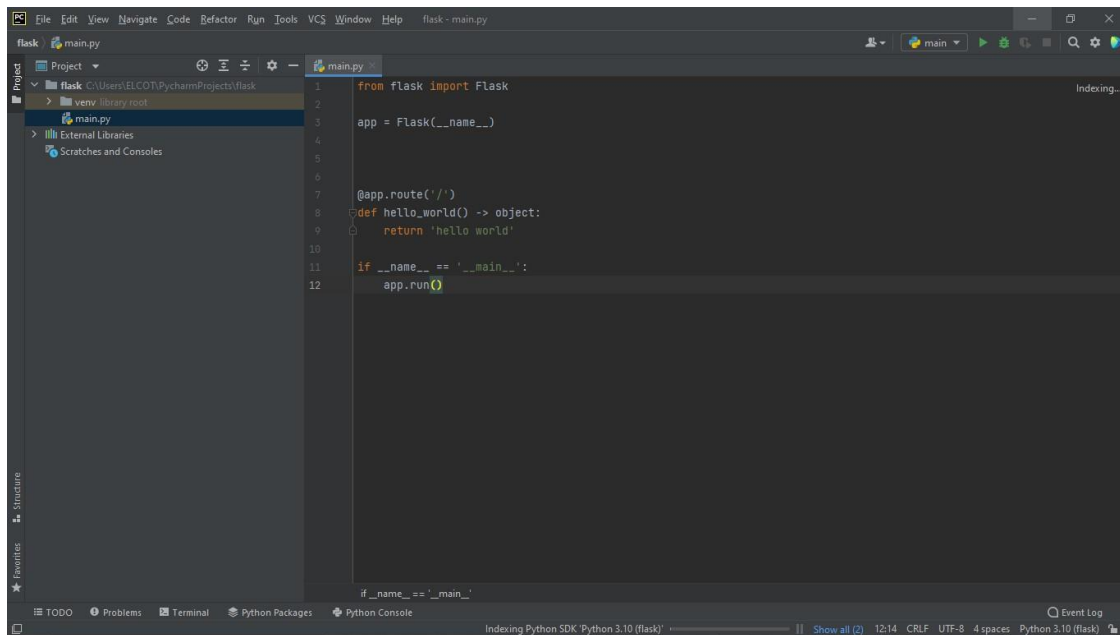 PC File Edit View Navigate Code Refactor Run Tools VCS Window Help flask - main.py
flask main.py main
Project
Project
main.py
flask C:\Users\ELCOT\PycharmProjects\flask
venv library root
main.py
External Libraries
Scratches and Consoles
Indexing...
1 from flask import Flask
2
3 app = Flask(__name__)
4
5
6
7 @app.route('/')
8 def hello_world() -> object:
9 return 'hello world'
10
11 if __name__ == '__main__':
12 app.run()
Structure
Favorites
if __name__ == '__main__'
TODO Problems Terminal Python Packages Python Console Event Log
Indexing Python SDK 'Python 3.10 (flask)' Show all (2) 12:14 CRLF UTF-8 4 spaces Python 3.10 (flask)